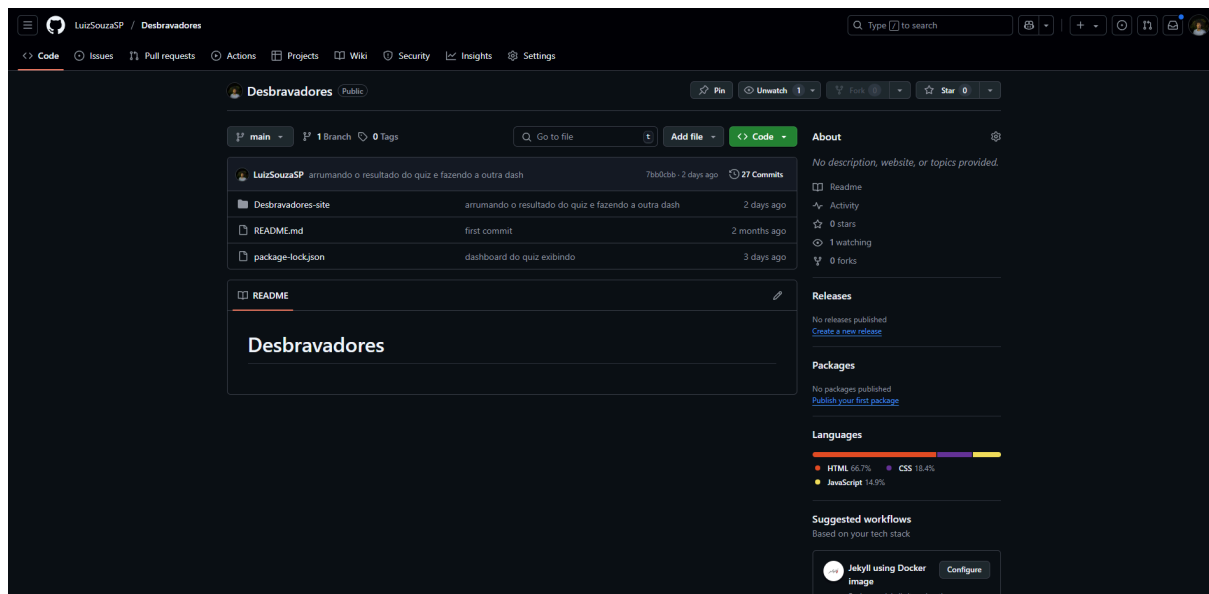 LuizSouzaSP / Desbravadores
Type / to search
Code Issues Pull requests Actions Projects Wiki Security Insights Settings
Desbravadores Public
Pin Unwatch 1 Fork 0 Star 0
main 1 Branch 0 Tags Go to file t Add file Code
LuizSouzaSP arrumando o resultado do quiz e fazendo a outra dash 7bb0cbb · 2 days ago 27 Commits
Desbravadores-site arrumando o resultado do quiz e fazendo a outra dash 2 days ago
README.md first commit 2 months ago
package-lock.json dashboard do quiz exibindo 3 days ago
README
Desbravadores
About
No description, website, or topics provided.
Readme
Activity
0 stars
1 watching
0 forks
Releases
No releases published
Create a new release
Packages
No packages published
Publish your first package
Languages
HTML 66.7% CSS 18.4%
JavaScript 14.9%
Suggested workflows
Based on your tech stack
Jekyll using Docker image Configure